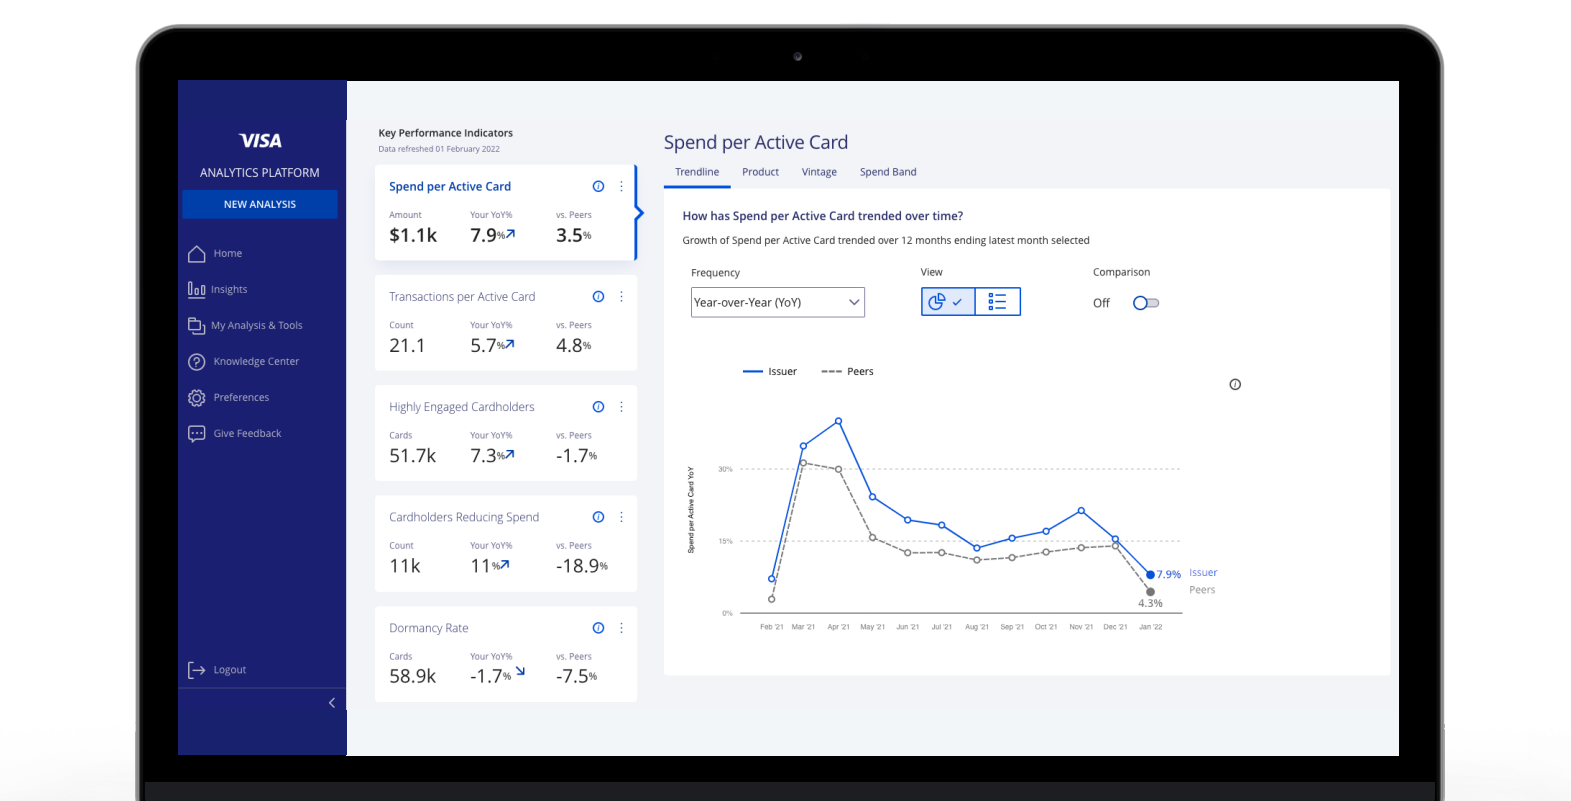 VISA
ANALYTICS PLATFORM
NEW ANALYSIS
Home
Insights
My Analysis & Tools
Knowledge Center
Preferences
Give Feedback
Logout
Key Performance Indicators
Data refreshed 01 February 2022
Spend per Active Card
Amount Your YoY% vs. Peers
$1.1k 7.9% 3.5%
Transactions per Active Card
Count Your YoY% vs. Peers
21.1 5.7% 4.8%
Highly Engaged Cardholders
Cards Your YoY% vs. Peers
51.7k 7.3% -1.7%
Cardholders Reducing Spend
Count Your YoY% vs. Peers
11k 11% -18.9%
Dormancy Rate
Cards Your YoY% vs. Peers
58.9k -1.7% -7.5%
Spend per Active Card
Trendline Product Vintage Spend Band
How has Spend per Active Card trended over time?
Growth of Spend per Active Card trended over 12 months ending latest month selected
Frequency View Comparison
Year-over-Year (YoY) Off
Issuer Peers
Spend per Active Card YoY
30%
15%
0%
7.9% Issuer
Peers
4.3%
Feb '21 Mar '21 Apr '21 May '21 Jun '21 Jul '21 Aug '21 Sep '21 Oct '21 Nov '21 Dec '21 Jan '22